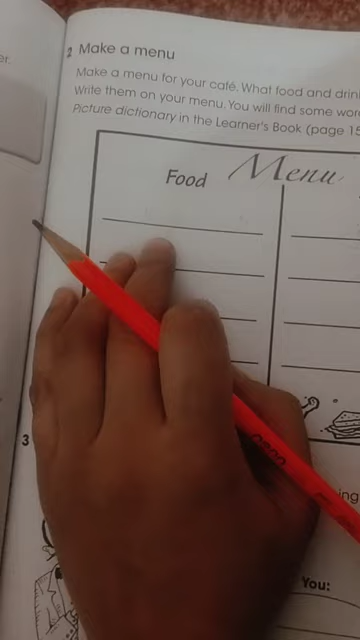 er.
2 Make a menu
Make a menu for your café. What food and drin
Write them on your menu. You will find some wor
Picture dictionary in the Learner's Book (page 15
Menu
Food
3
ing
You: